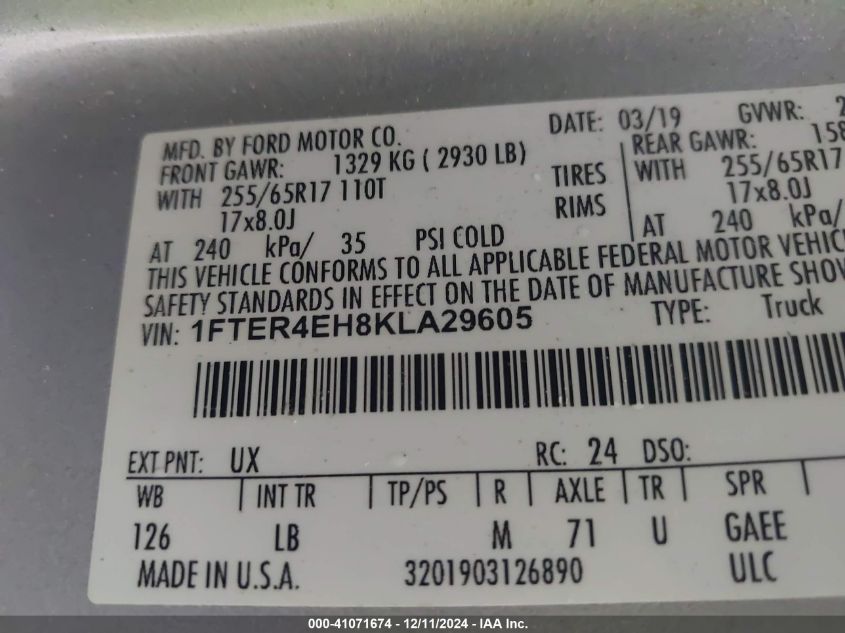 MFD. BY FORD MOTOR CO. DATE: 03/19 GVWR: 2
FRONT GAWR: 1329 KG ( 2930 LB) REAR GAWR: 158
WITH 255/65R17 110T TIRES WITH 255/65R17
17x8.0J RIMS 17x8.0J
AT 240 kPa/ 35 PSI COLD AT 240 kPa/
THIS VEHICLE CONFORMS TO ALL APPLICABLE FEDERAL MOTOR VEHIC
SAFETY STANDARDS IN EFFECT ON THE DATE OF MANUFACTURE SHOW
VIN: 1FTER4EH8KLA29605 TYPE: Truck
EXT PNT: UX RC: 24 DSO:
WB INT TR TP/PS R AXLE TR SPR
126 LB M 71 U GAEE
MADE IN U.S.A. 3201903126890 ULC
000-41071674 - 12/11/2024 - IAA Inc.